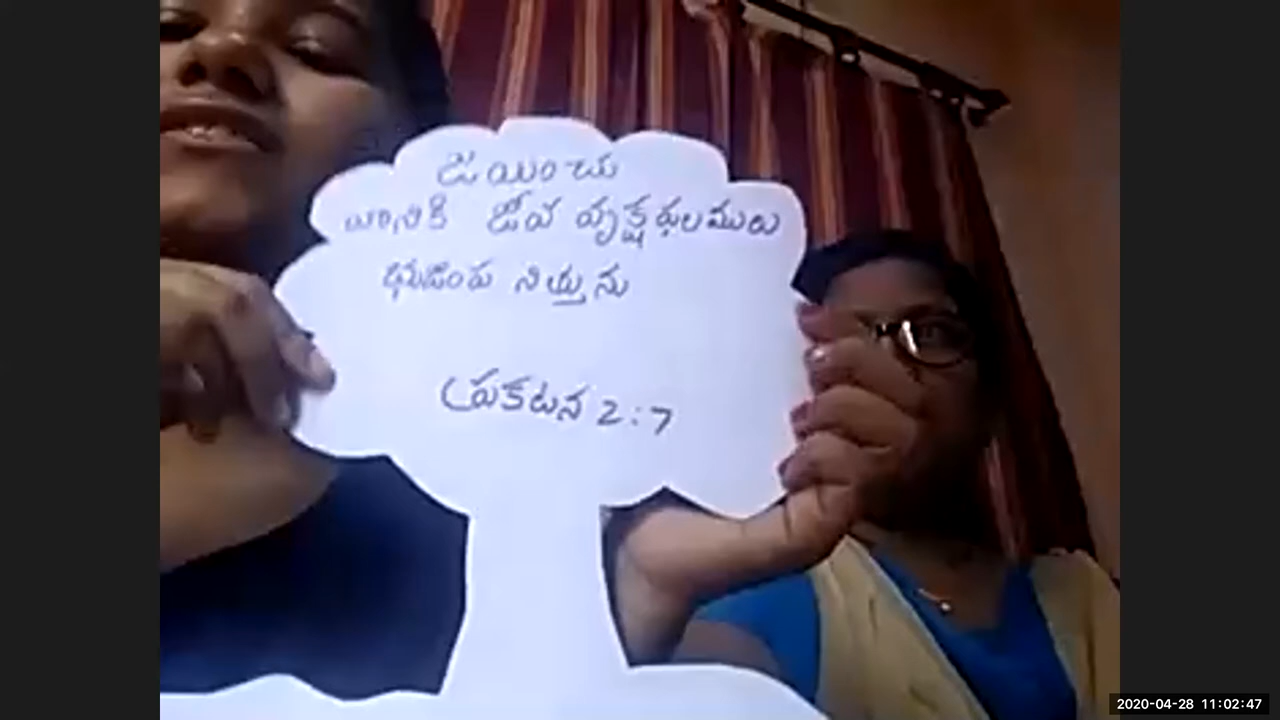 జయించు
వానికి జీవ వృక్షఫలములు
భుజింప నిత్తును
ప్రకటన 2:7
2020-04-28 11:02:47